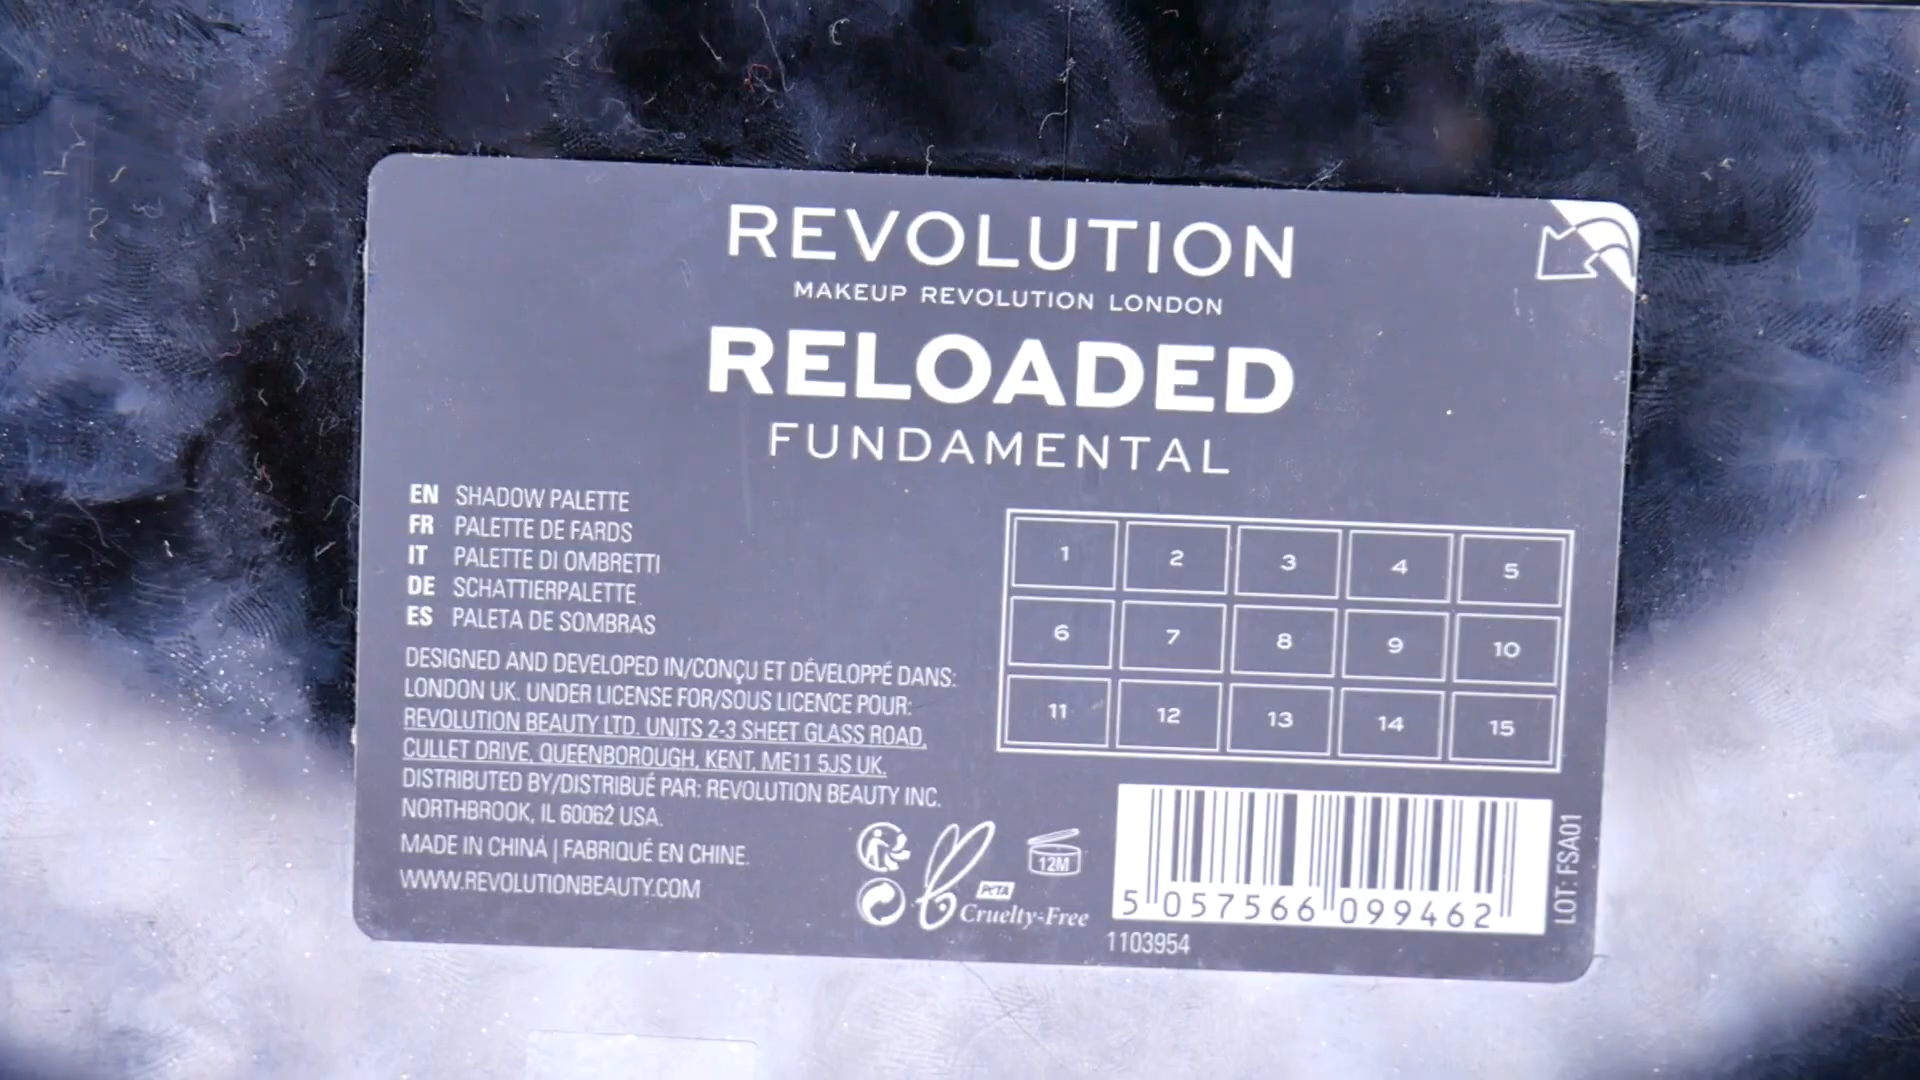 REVOLUTION
MAKEUP REVOLUTION LONDON
RELOADED
FUNDAMENTAL
EN SHADOW PALETTE
FR PALETTE DE FARDS
IT PALETTE DI OMBRETTI
DE SCHATTIERPALETTE
ES PALETA DE SOMBRAS
DESIGNED AND DEVELOPED IN/CONÇU ET DÉVELOPPÉ DANS:
LONDON UK. UNDER LICENSE FOR/SOUS LICENCE POUR:
REVOLUTION BEAUTY LTD. UNITS 2-3 SHEET GLASS ROAD,
CULLET DRIVE, QUEENBOROUGH, KENT, ME11 5JS UK.
DISTRIBUTED BY/DISTRIBUÉ PAR: REVOLUTION BEAUTY INC.
NORTHBROOK, IL 60062 USA.
MADE IN CHINA | FABRIQUÉ EN CHINE.
WWW.REVOLUTIONBEAUTY.COM
1 2 3 4 5
6 7 8 9 10
11 12 13 14 15
PETA
Cruelty-Free
12M
5 057566 099462
1103954
LOT: FSA01